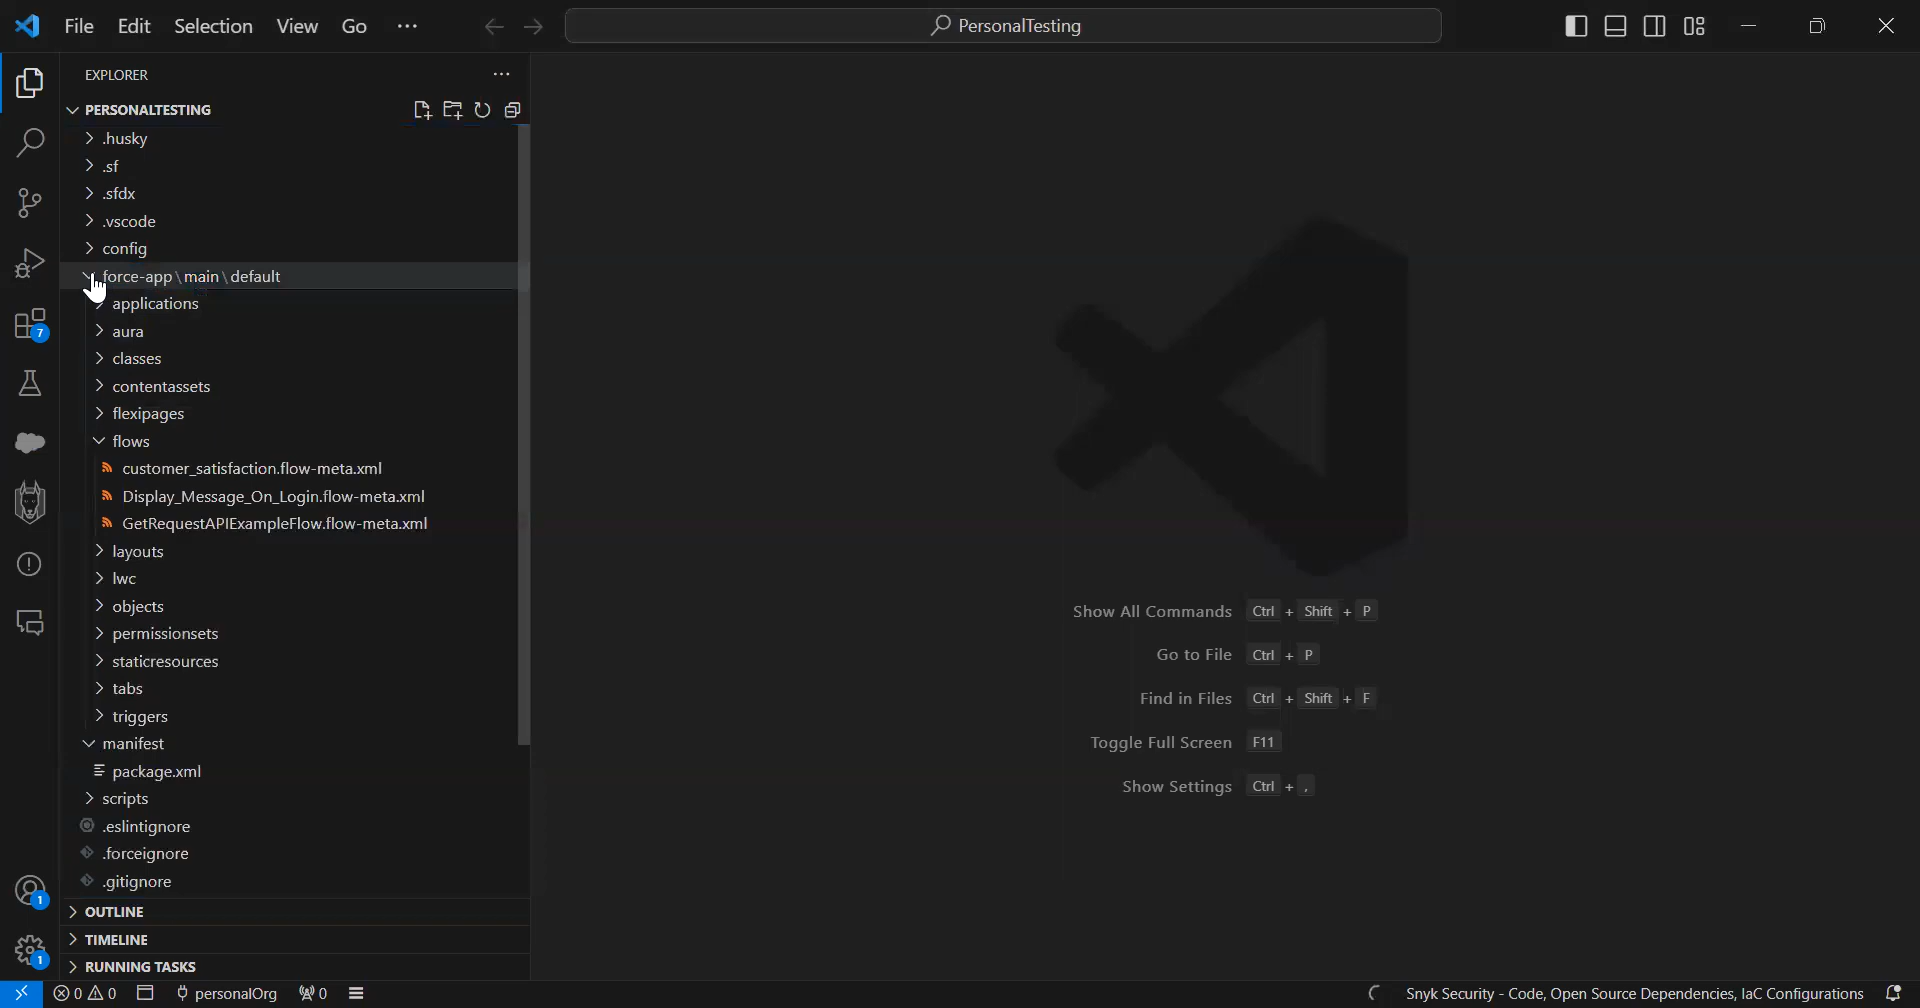 File Edit Selection View Go ··· PersonalTesting
EXPLORER ···
PERSONALTESTING
.husky
.sf
.sfdx
.vscode
config
force-app \ main \ default
applications
aura
classes
contentassets
flexipages
7
flows
customer_satisfaction.flow-meta.xml
Display_Message_On_Login.flow-meta.xml
GetRequestAPIExampleFlow.flow-meta.xml
layouts
lwc
objects
permissionsets
staticresources
tabs
triggers
manifest
package.xml
scripts
.eslintignore
.forceignore
.gitignore
1
OUTLINE
TIMELINE
1
RUNNING TASKS
Show All Commands Ctrl + Shift + P
Go to File Ctrl + P
Find in Files Ctrl + Shift + F
Toggle Full Screen F11
Show Settings Ctrl + ,
0 0 personalOrg 0 Snyk Security - Code, Open Source Dependencies, IaC Configurations